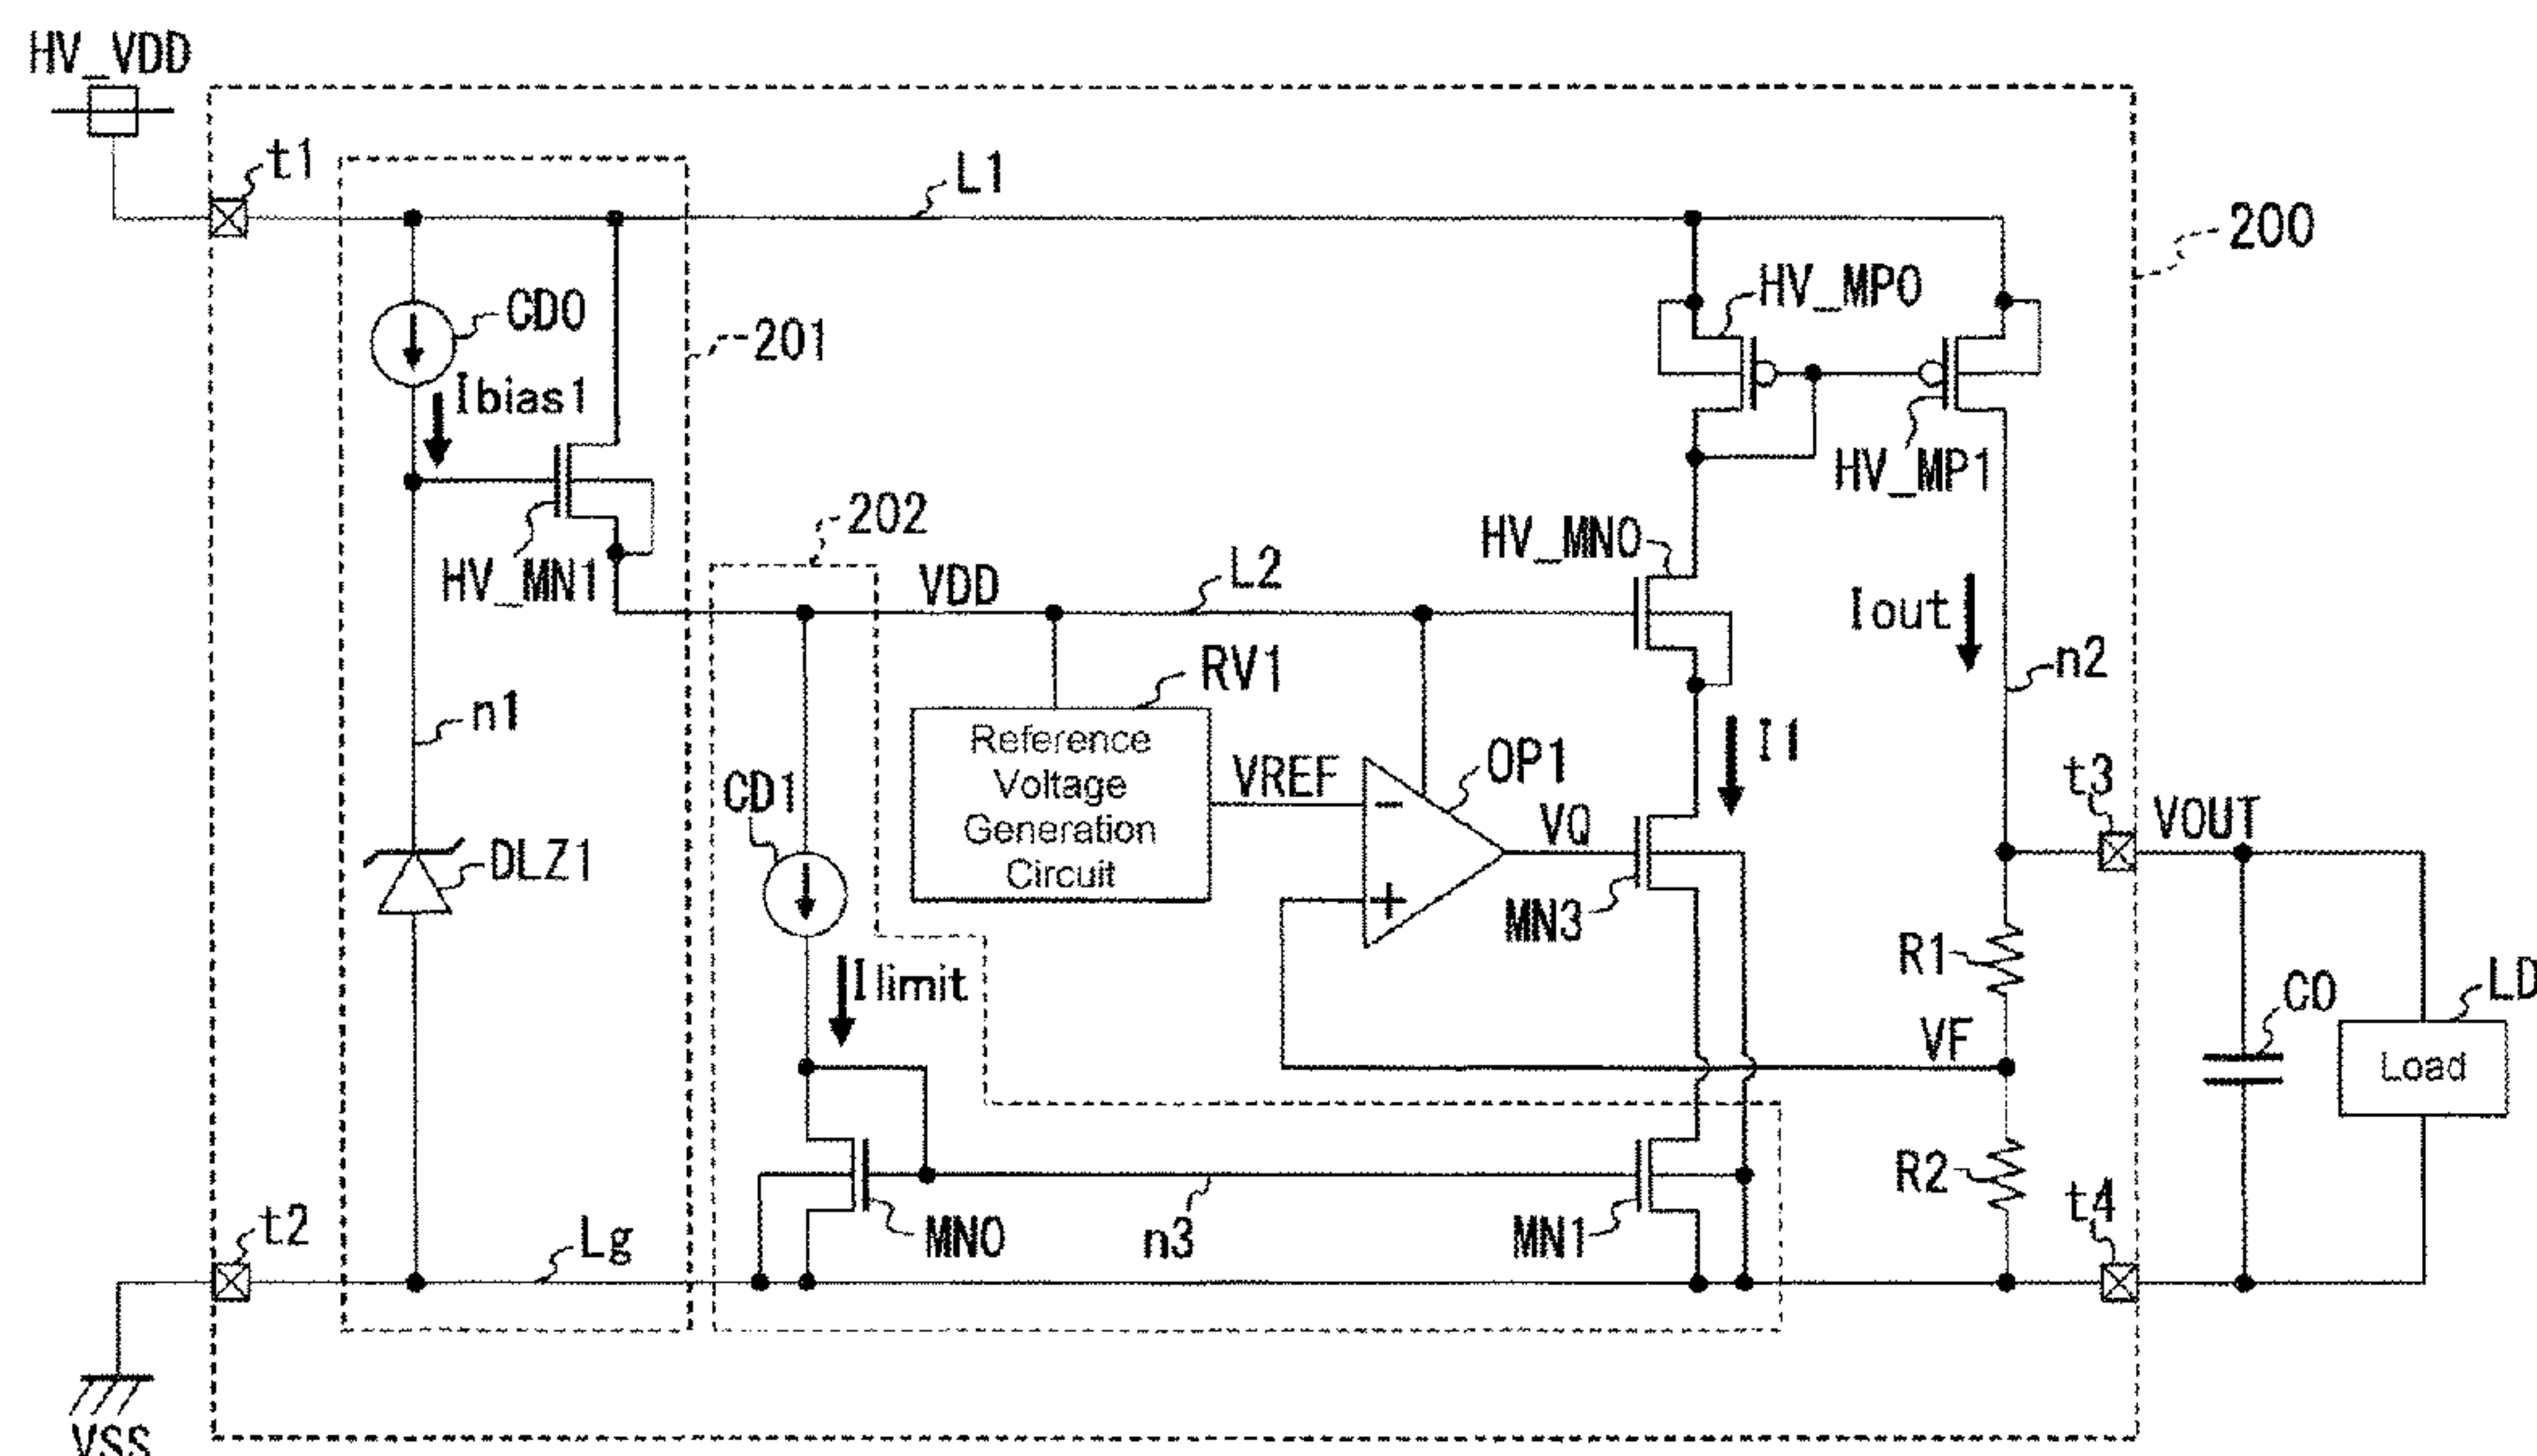 HV_VDD
t1
L1
200
HV_MP0
CD0
201
Ibias1
HV_MP1
202
HV_MN0
HV_MN1
VDD
L2
Iout
RV1
n2
n1
Reference
Voltage
Generation
Circuit
VREF
OP1
I1
t3
CD1
VQ
VOUT
DLZ1
-
+
MN3
R1
Ilimit
C0
LD
VF
Load
R2
t2
t4
Lg
MN0
n3
MN1
VSS